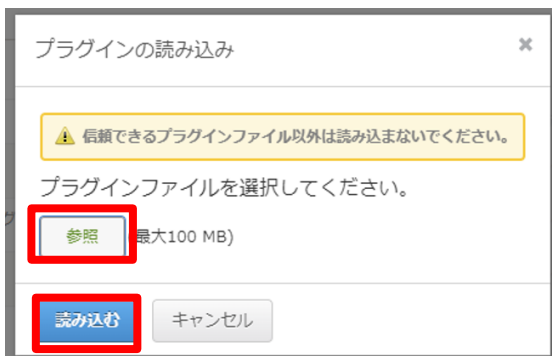 プラグインの読み込み
×
信頼できるプラグインファイル以外は読み込まないでください。
プラグインファイルを選択してください。
参照 (最大100 MB)
読み込む キャンセル